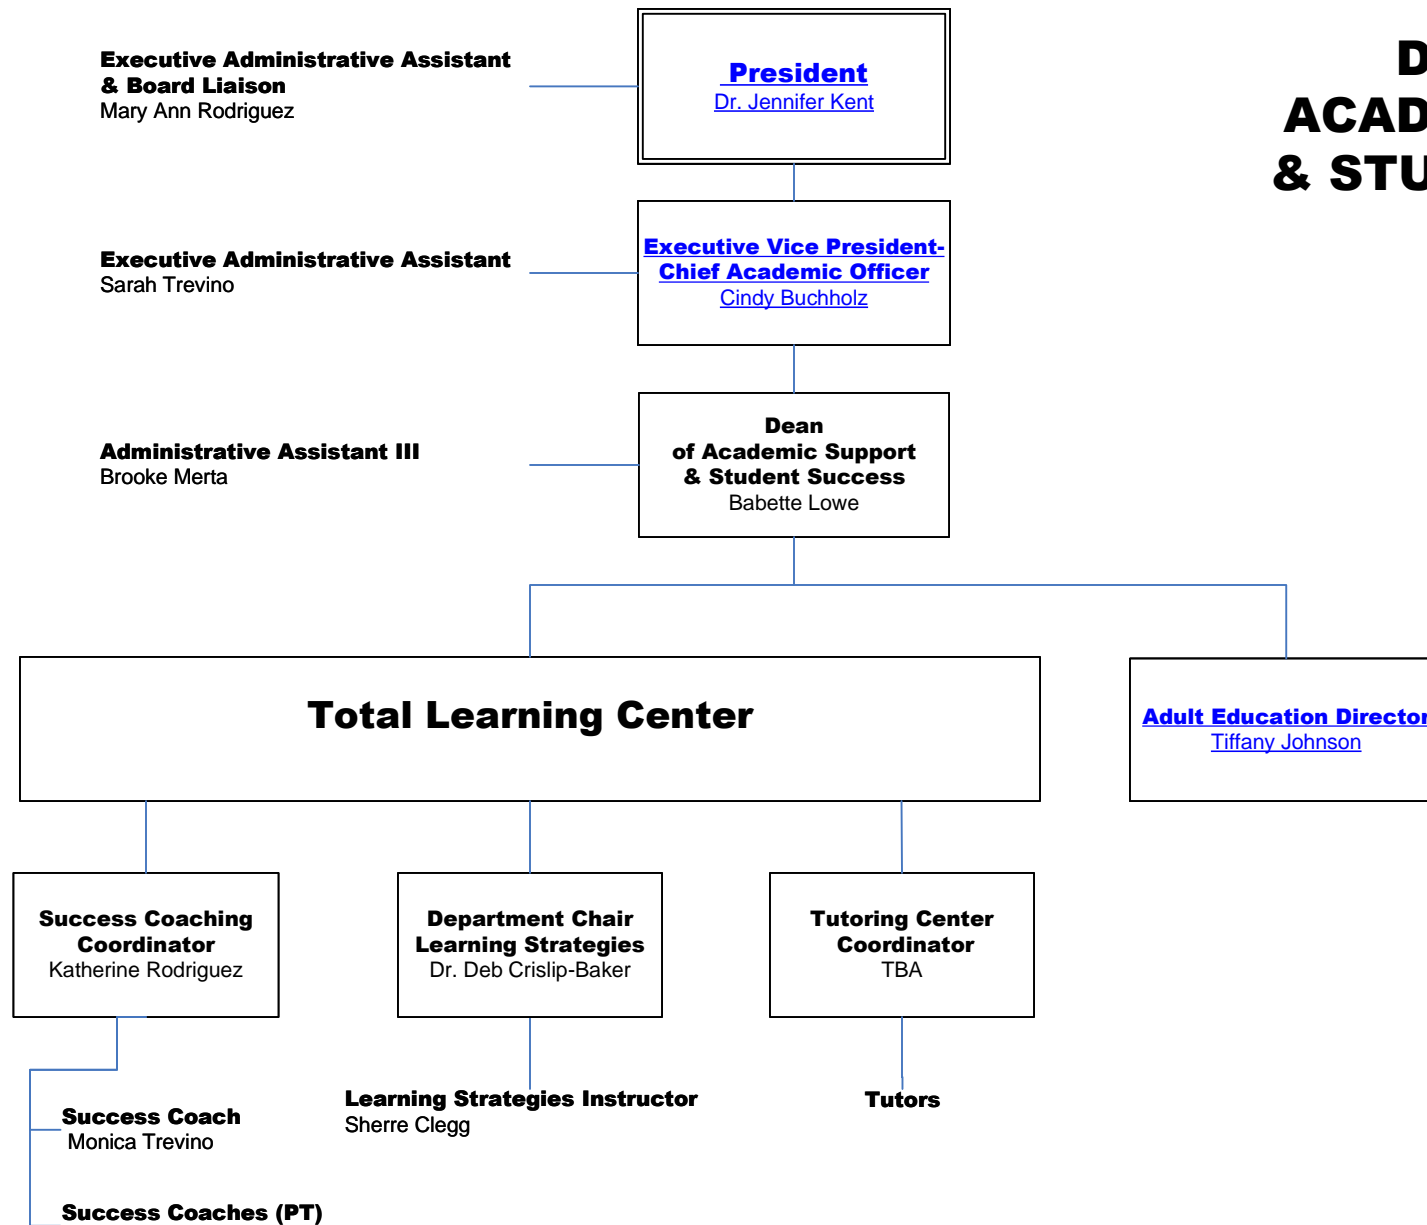 Executive Administrative Assistant
& Board Liaison
Mary Ann Rodriguez
President
Dr. Jennifer Kent
D
ACAD
& STU
Executive Administrative Assistant
Sarah Trevino
Executive Vice President-
Chief Academic Officer
Cindy Buchholz
Administrative Assistant III
Brooke Merta
Dean
of Academic Support
& Student Success
Babette Lowe
Total Learning Center
Adult Education Director
Tiffany Johnson
Success Coaching
Coordinator
Katherine Rodriguez
Department Chair
Learning Strategies
Dr. Deb Crislip-Baker
Tutoring Center
Coordinator
TBA
Success Coach
Monica Trevino
Learning Strategies Instructor
Sherre Clegg
Tutors
Success Coaches (PT)